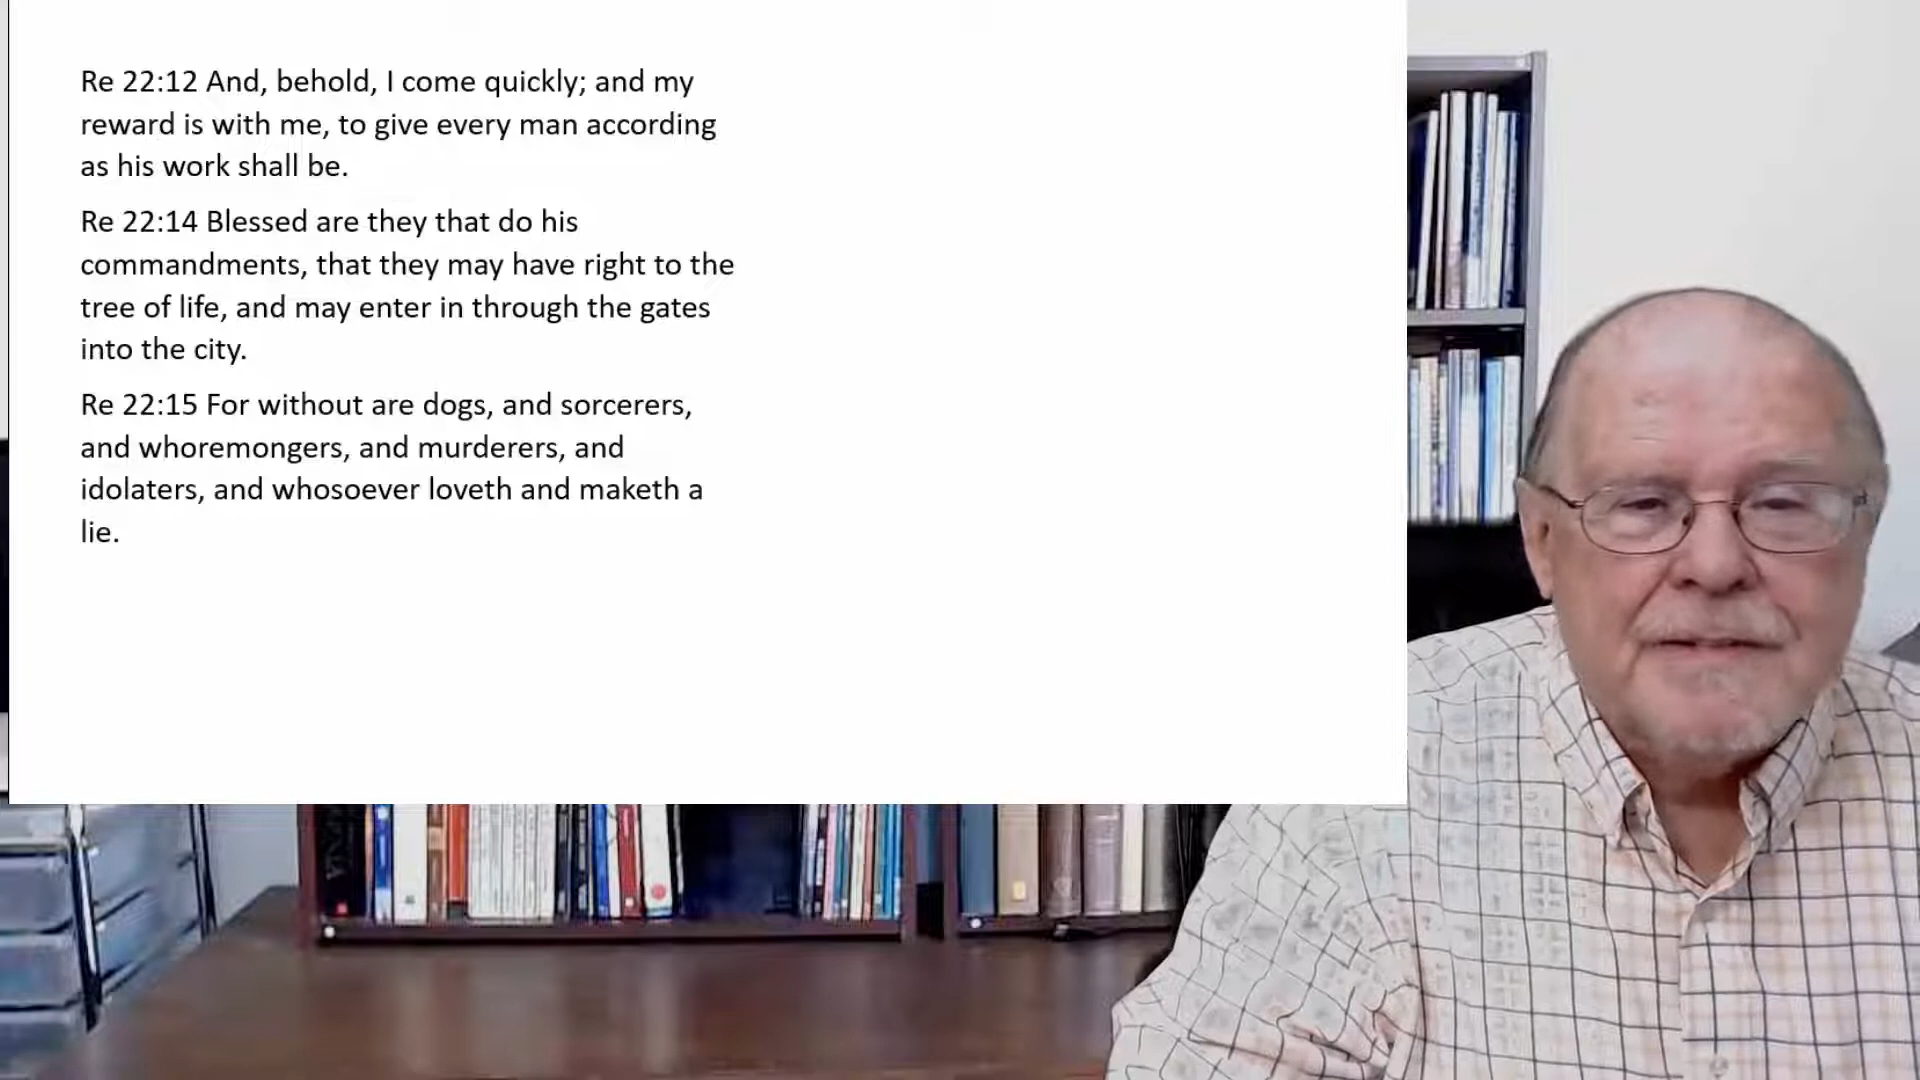 Re 22:12 And, behold, I come quickly; and my
reward is with me, to give every man according
as his work shall be.
Re 22:14 Blessed are they that do his
commandments, that they may have right to the
tree of life, and may enter in through the gates
into the city.
Re 22:15 For without are dogs, and sorcerers,
and whoremongers, and murderers, and
idolaters, and whosoever loveth and maketh a
lie.